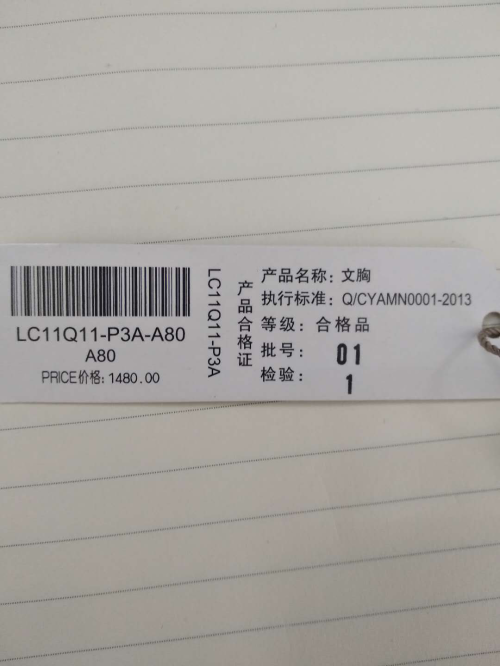 LC11Q11-P3A-A80
A80
PRICE价格: 1480.00
LC11Q11-P3A
产品合格证
产品名称: 文胸
执行标准: Q/CYAMN0001-2013
等级: 合格品
批号: 01
检验: 1